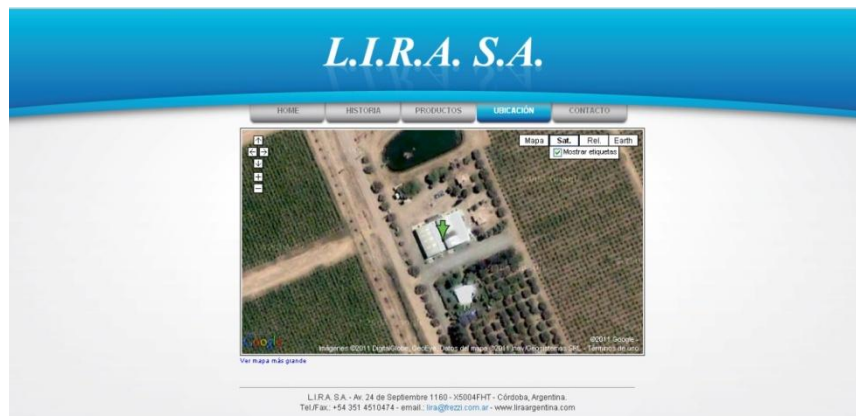 L.I.R.A. S.A.
HOME HISTORIA PRODUCTOS UBICACIÓN CONTACTO
Mapa Sat. Rel. Earth
Mostrar etiquetas
Google
©2011 Google -
Imágenes ©2011 DigitalGlobe, GeoEye, Datos del mapa ©2011 Inav/Geosistemas SRL - Términos de uso
Ver mapa más grande
L.I.R.A. S.A. - Av. 24 de Septiembre 1160 - X5004FHT - Córdoba, Argentina.
Tel./Fax.: +54 351 4510474 - email.: lira@frezzi.com.ar - www.liraargentina.com